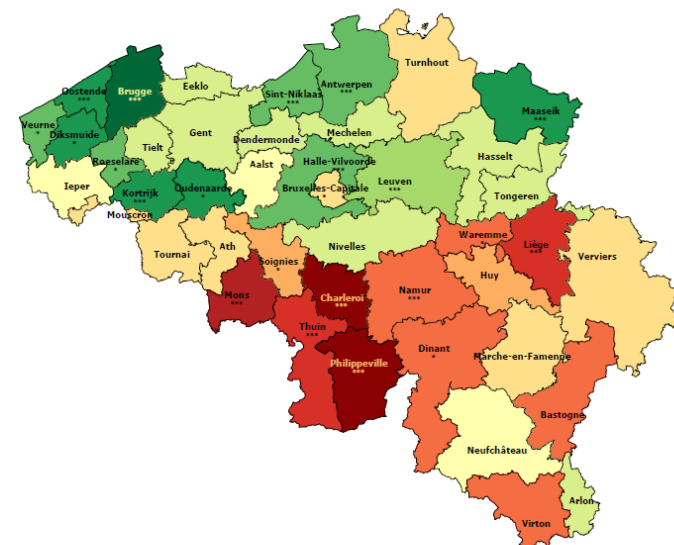 Turnhout
Antwerpen
***
Eeklo
Oostende
***
Brugge
***
Sint-Niklaas
***
Maaseik
***
Veurne
*
Diksmuide
*
Gent
Mechelen
Dendermonde
Tielt
Roeselare
*
Aalst
Halle-Vilvoorde
***
Hasselt
Leuven
***
Ieper
Kortrijk
***
Oudenaarde
*
Bruxelles-Capitale
*
Tongeren
Mouscron
Waremme
Liège
***
Nivelles
Ath
Tournai
Verviers
Soignies
*
Huy
Charleroi
***
Namur
***
Mons
***
Thuin
***
Dinant
*
Marche-en-Famenne
Philippeville
***
Bastogne
Neufchâteau
Arlon
Virton